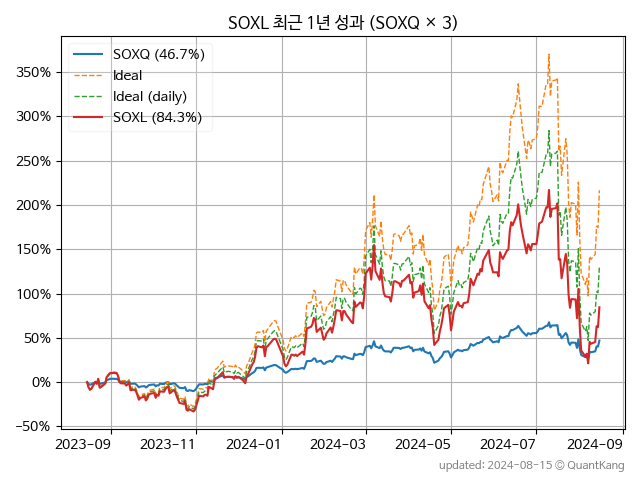 SOXL 최근 1년 성과 (SOXQ × 3)
SOXQ (46.7%)
Ideal
Ideal (daily)
SOXL (84.3%)
350%
300%
250%
200%
150%
100%
50%
0%
−50%
2023−09 2023−11 2024−01 2024−03 2024−05 2024−07 2024−09
updated: 2024-08-15 © QuantKang